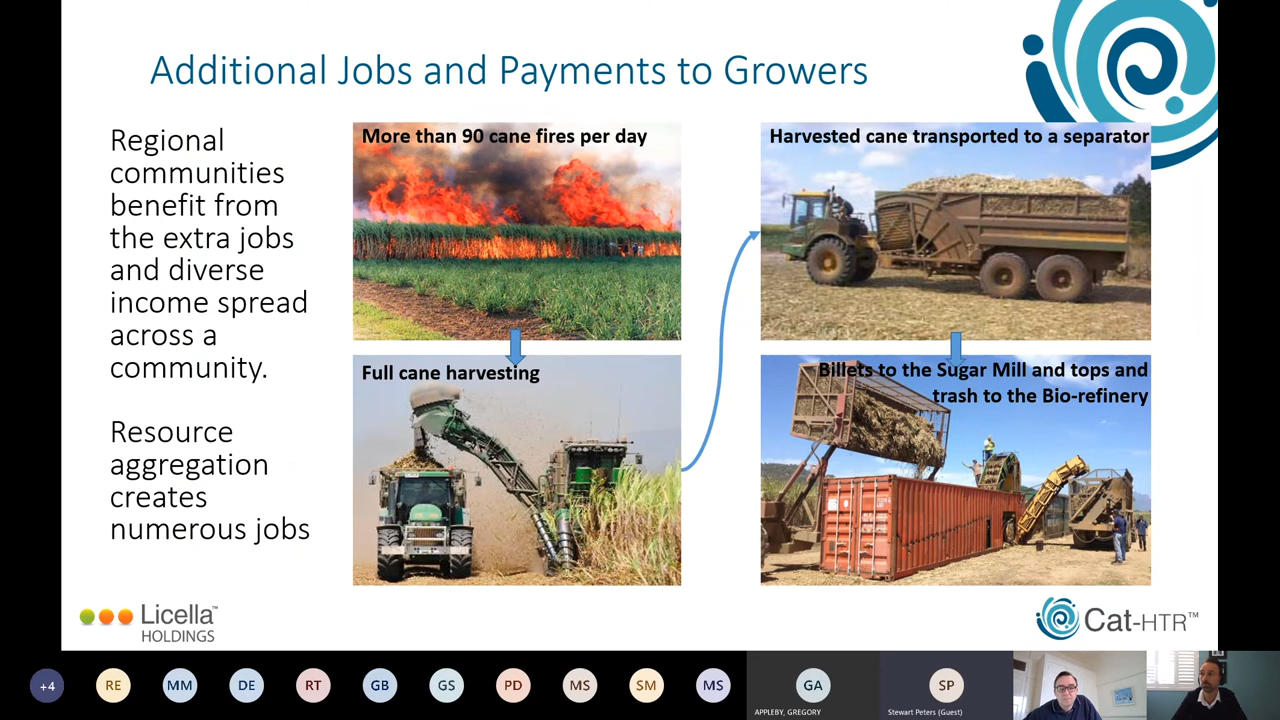 Additional Jobs and Payments to Growers
Regional
communities
benefit from
the extra jobs
and diverse
income spread
across a
community.
Resource
aggregation
creates
numerous jobs
More than 90 cane fires per day
Full cane harvesting
Harvested cane transported to a separator
Billets to the Sugar Mill and tops and
trash to the Bio-refinery
Licella™
HOLDINGS
Cat-HTR™
+4
RE
MM
DE
RT
GB
GS
PD
MS
SM
MS
GA
APPLEBY, GREGORY
SP
Stewart Peters (Guest)